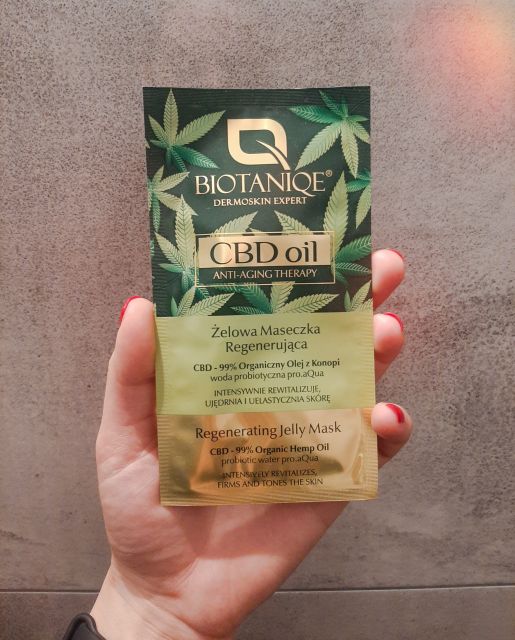 BIOTANIQE®
DERMOSKIN EXPERT
CBD oil
ANTI-AGING THERAPY
Żelowa Maseczka
Regenerująca
CBD - 99% Organiczny Olej z Konopi
woda probiotyczna pro.aQua
INTENSYWNIE REWITALIZUJE,
UJĘDRNIA I UELASTYCZNIA SKÓRĘ
Regenerating Jelly Mask
CBD - 99% Organic Hemp Oil
probiotic water pro.aQua
INTENSIVELY REVITALIZES,
FIRMS AND TONES THE SKIN